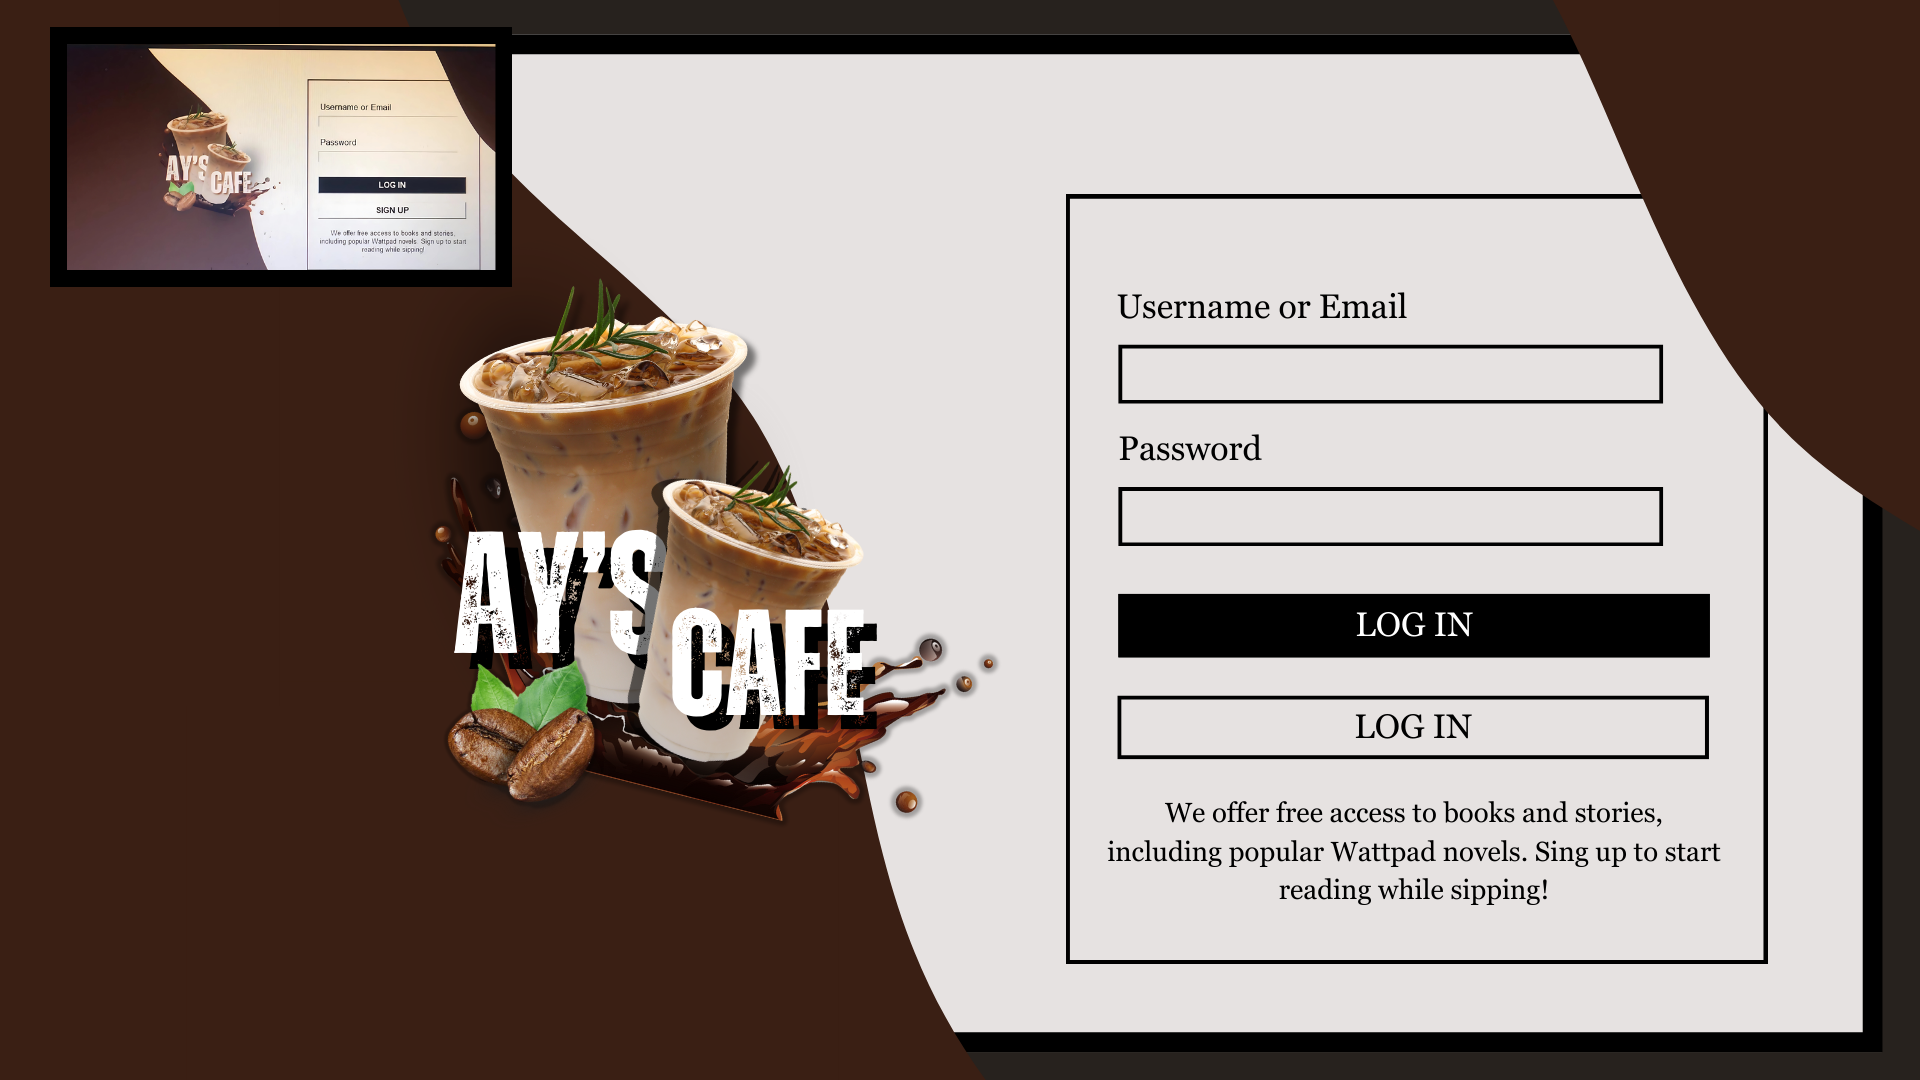 Username or Email
Password
AY'S
CAFE
LOG IN
SIGN UP
We offer free access to books and stories,
including popular Wattpad novels. Sign up to start
reading while sipping!
AY'S
CAFE
Username or Email
Password
LOG IN
LOG IN
We offer free access to books and stories,
including popular Wattpad novels. Sing up to start
reading while sipping!